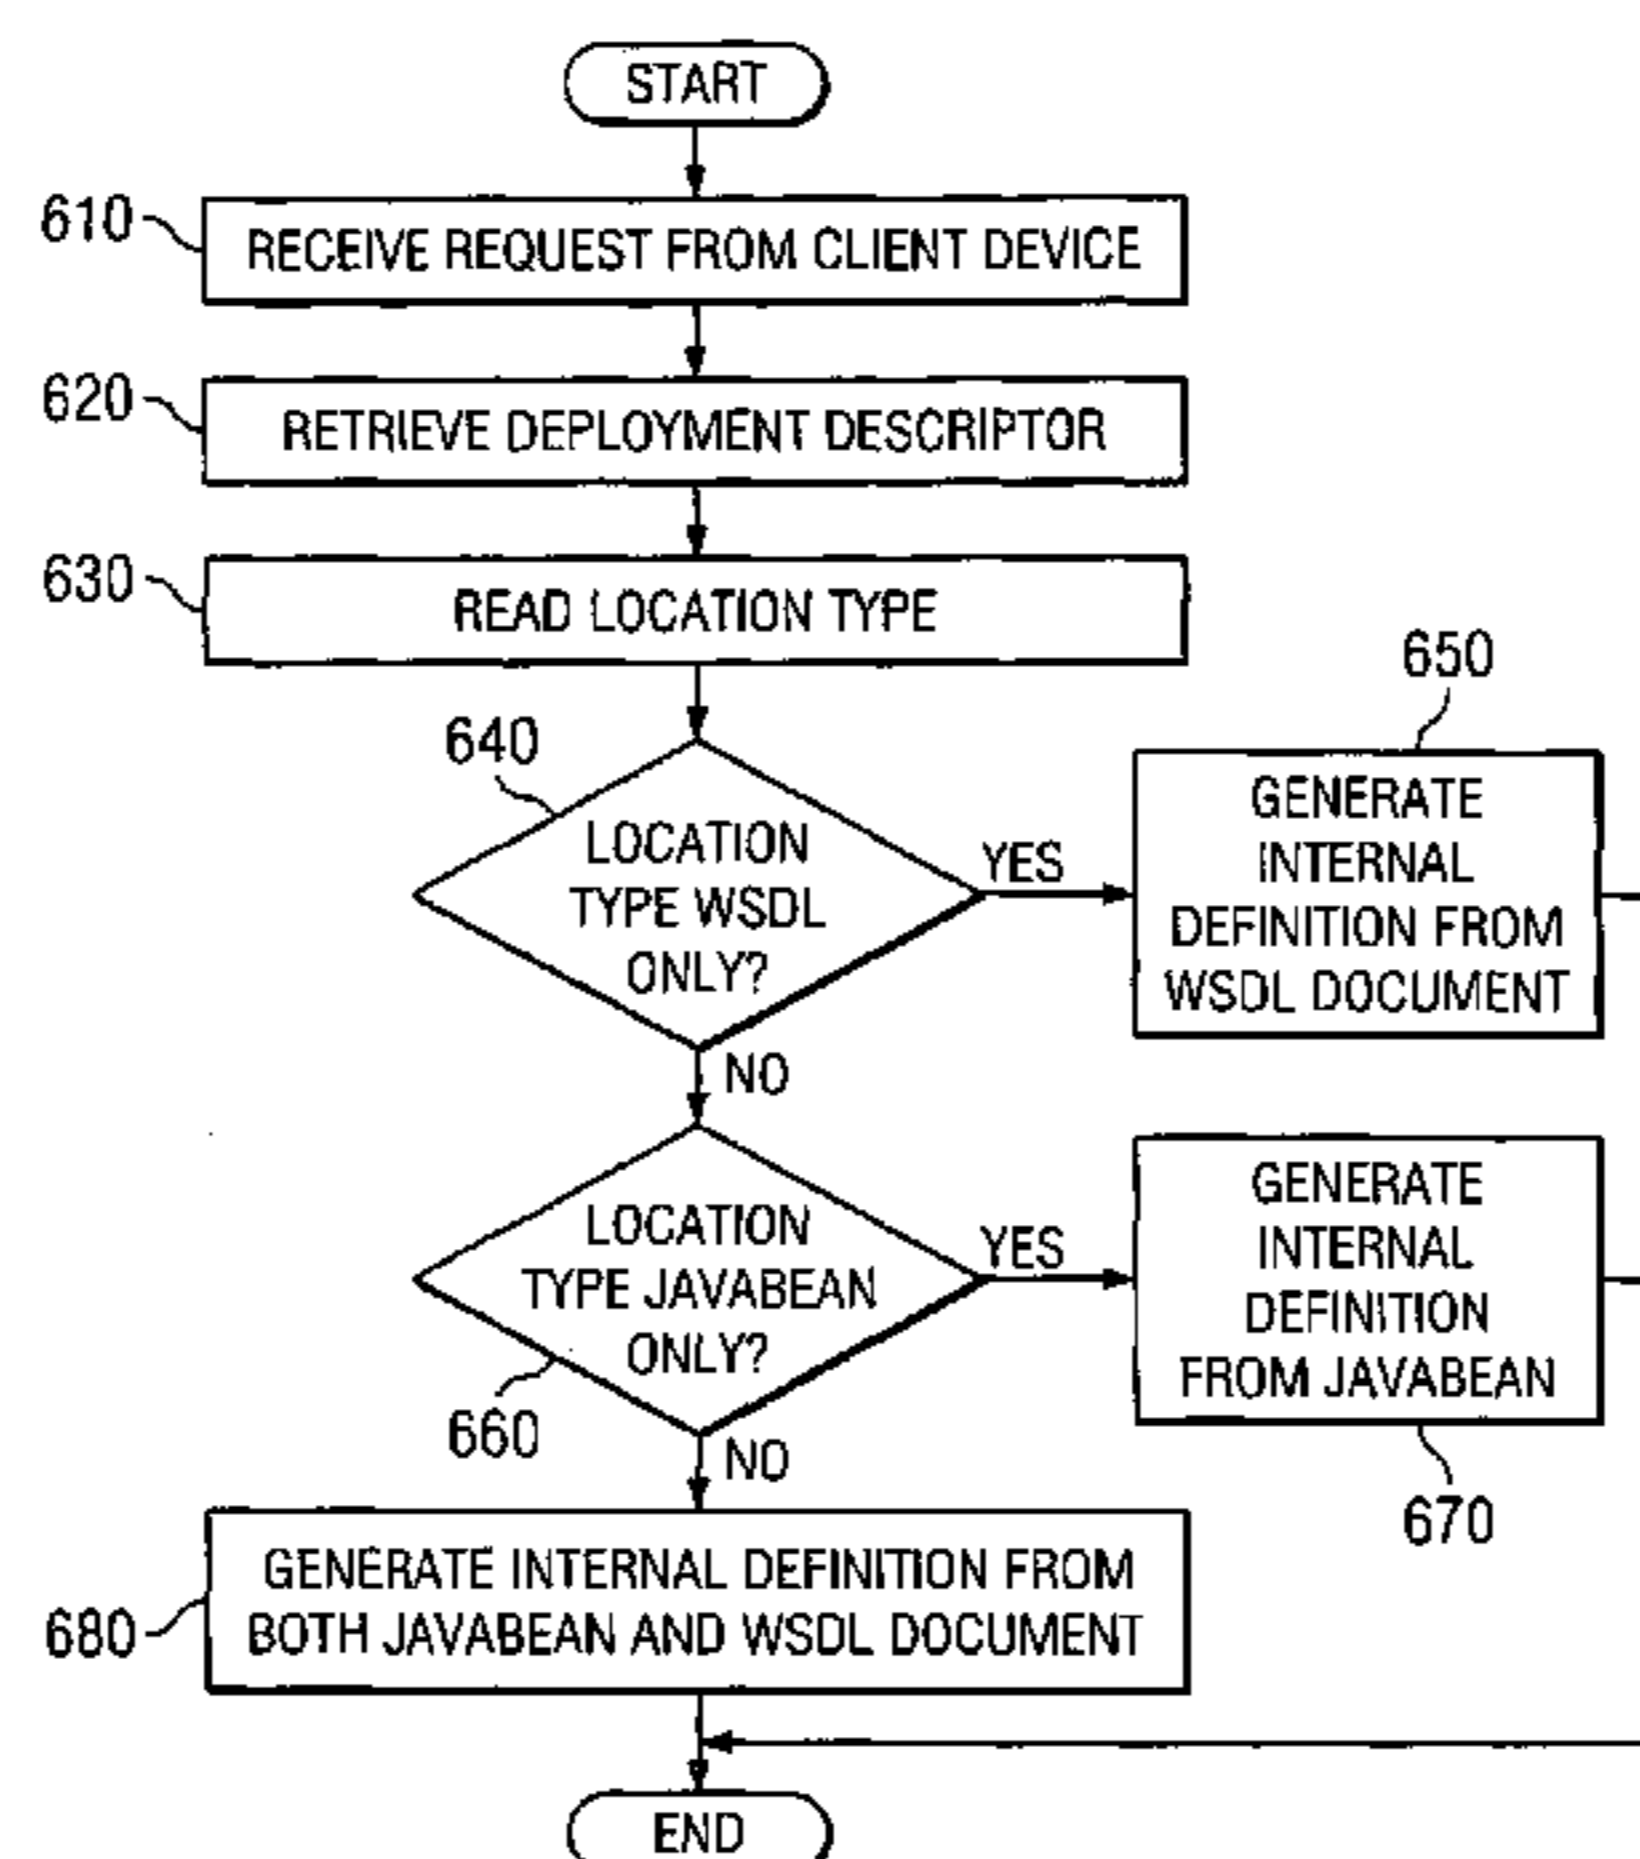 START
610
RECEIVE REQUEST FROM CLIENT DEVICE
620
RETRIEVE DEPLOYMENT DESCRIPTOR
630
READ LOCATION TYPE
640
LOCATION
TYPE WSDL
ONLY?
YES
650
GENERATE
INTERNAL
DEFINITION FROM
WSDL DOCUMENT
NO
LOCATION
TYPE JAVABEAN
ONLY?
660
YES
GENERATE
INTERNAL
DEFINITION
FROM JAVABEAN
670
NO
680
GENERATE INTERNAL DEFINITION FROM
BOTH JAVABEAN AND WSDL DOCUMENT
END